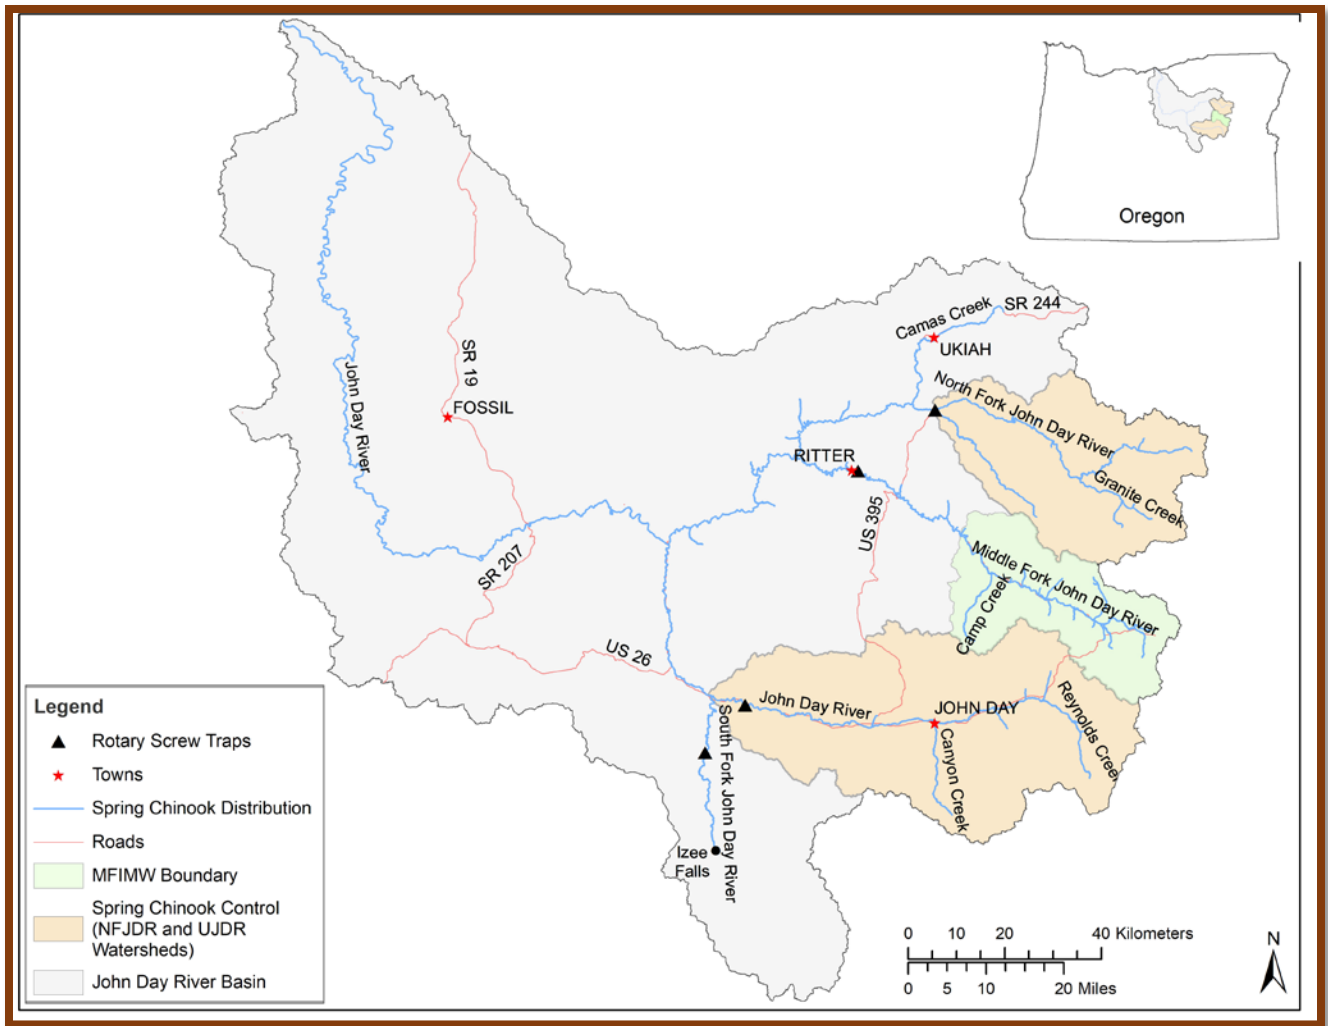 Oregon
Camas Creek
SR 244
UKIAH
SR 19
John Day River
FOSSIL
North Fork John Day River
RITTER
Granite Creek
US 395
SR 207
Middle Fork John Day River
Camp Creek
US 26
John Day River
JOHN DAY
Reynolds Creek
South Fork John Day River
Canyon Creek
Izee
Falls
Legend
Rotary Screw Traps
Towns
Spring Chinook Distribution
Roads
MFIMW Boundary
Spring Chinook Control
(NFJDR and UJDR
Watersheds)
John Day River Basin
0 10 20 40 Kilometers
0 5 10 20 Miles
N